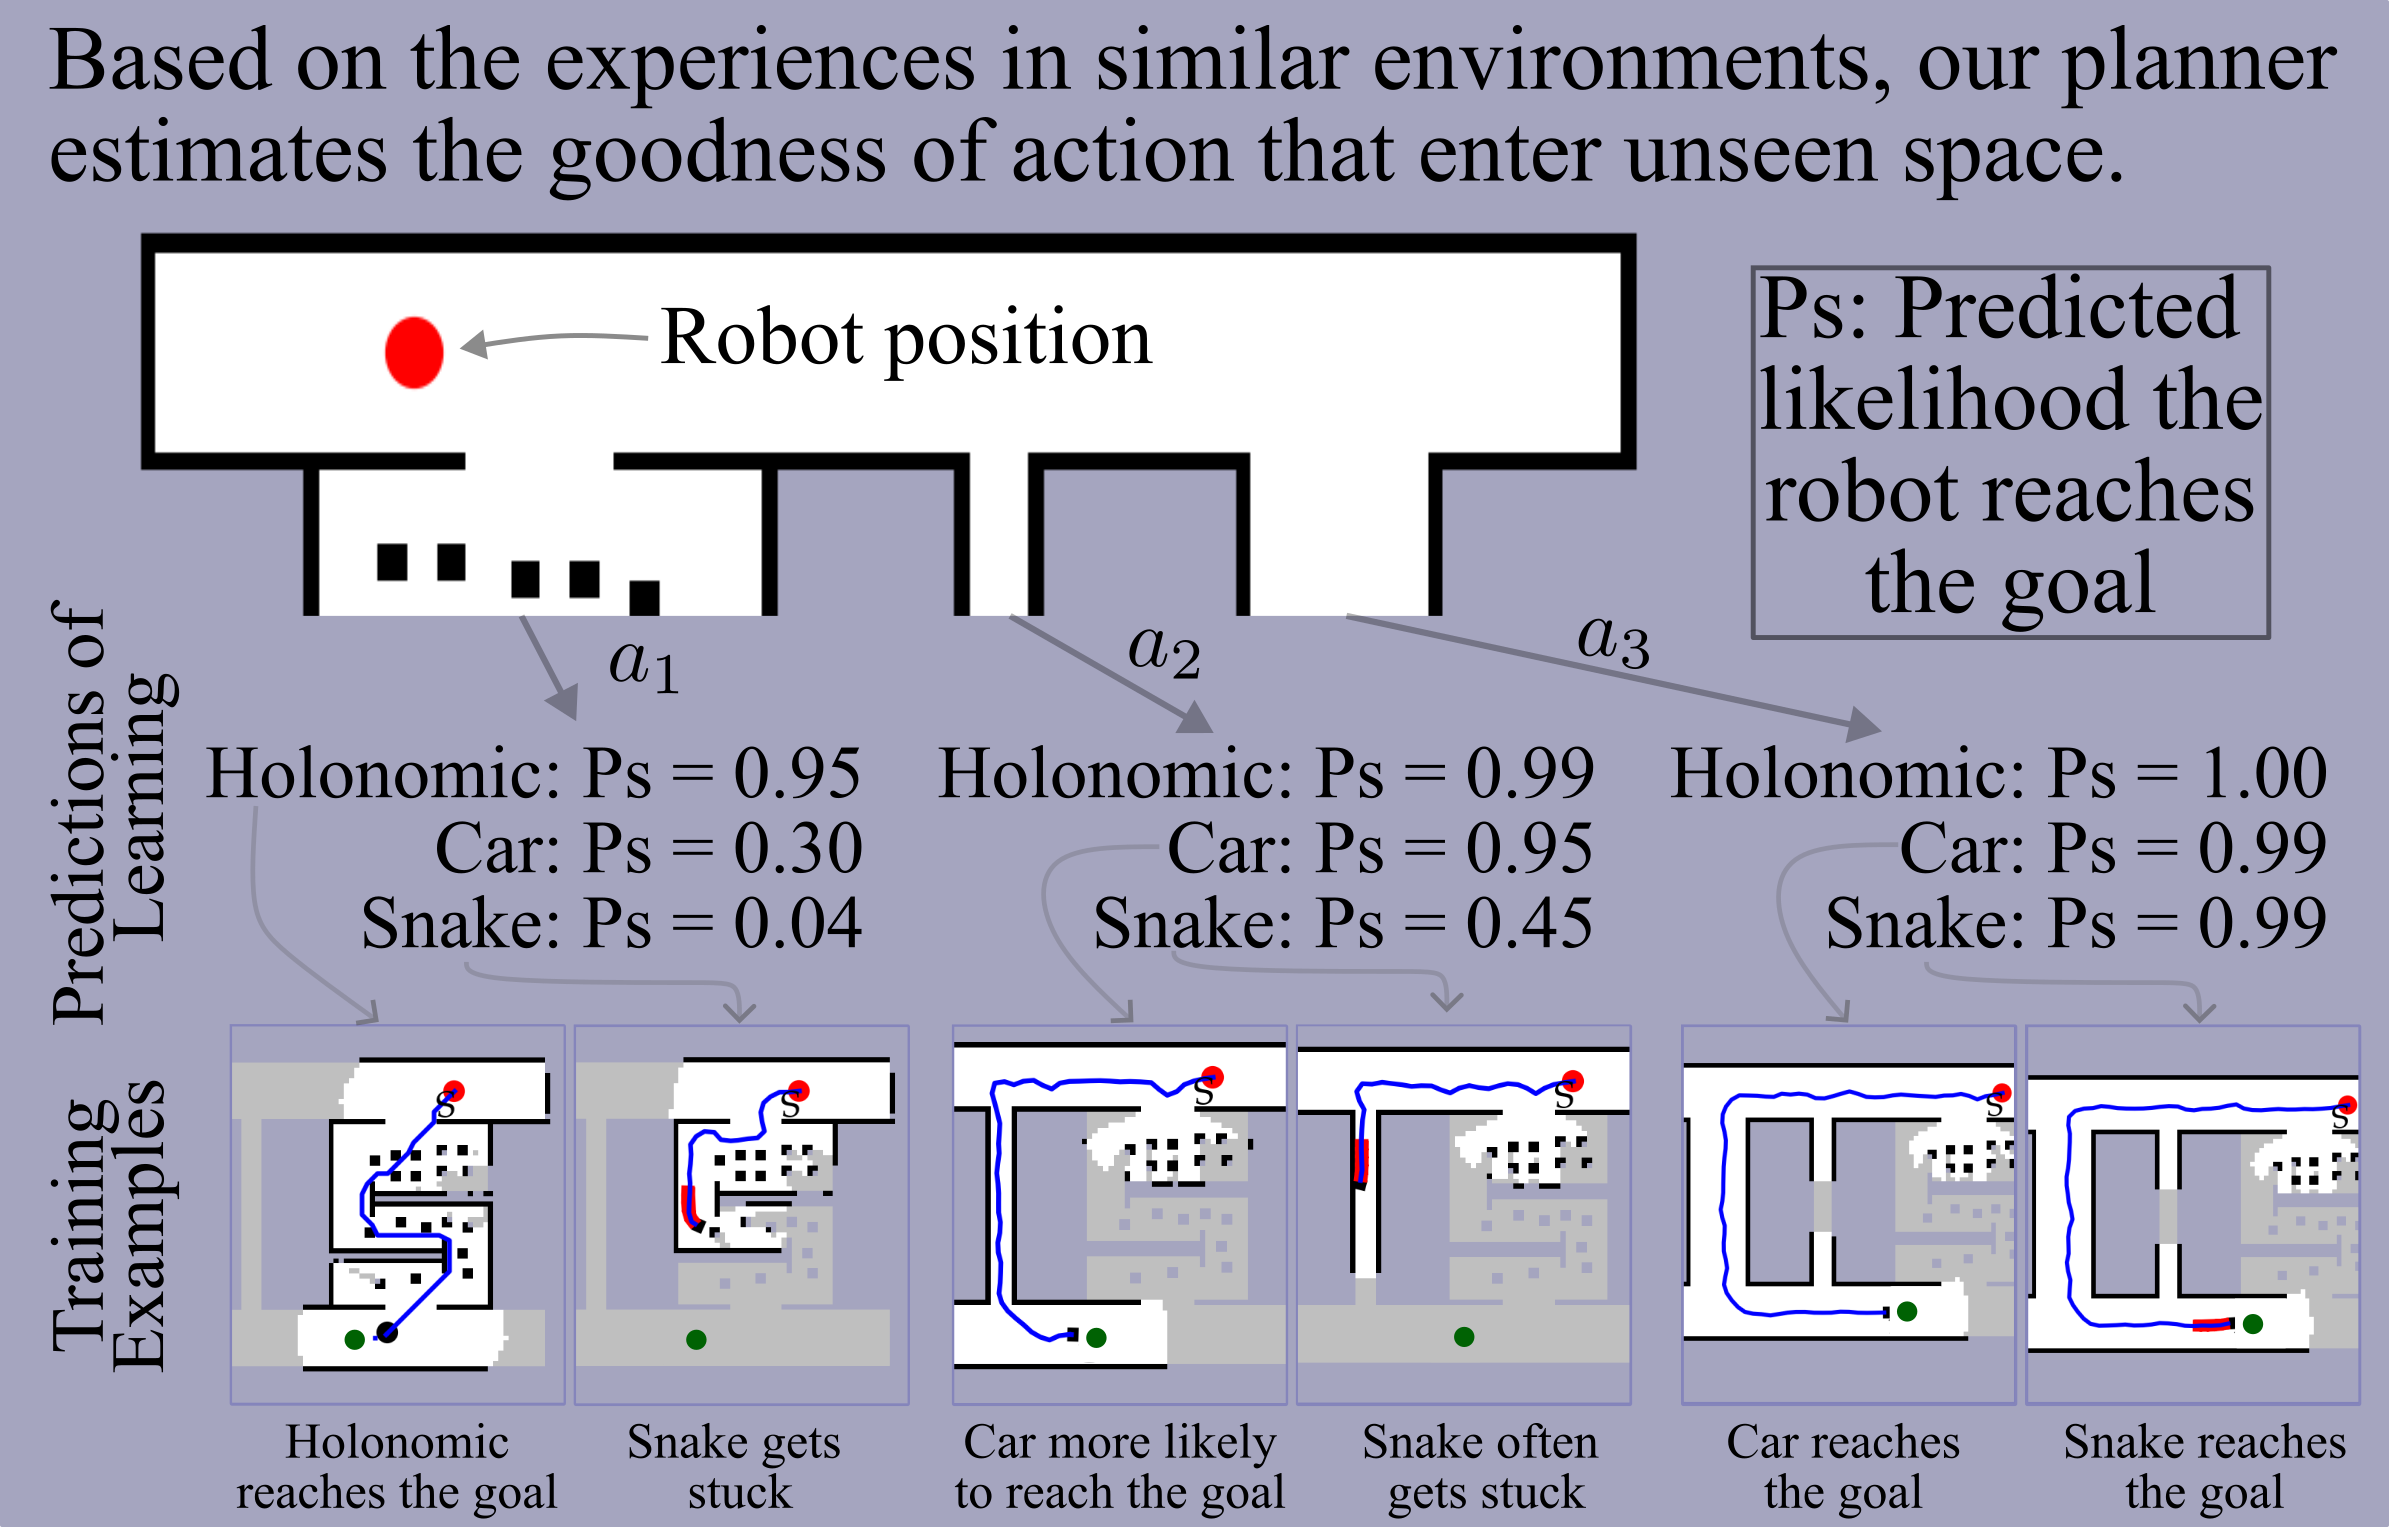 Based on the experiences in similar environments, our planner
estimates the goodness of action that enter unseen space.
Robot position
Ps: Predicted
likelihood the
robot reaches
the goal
a1
a2
a3
Predictions of
Learning
Holonomic: Ps = 0.95
Car: Ps = 0.30
Snake: Ps = 0.04
Holonomic: Ps = 0.99
Car: Ps = 0.95
Snake: Ps = 0.45
Holonomic: Ps = 1.00
Car: Ps = 0.99
Snake: Ps = 0.99
Training
Examples
S
S
S
S
S
S
Holonomic
reaches the goal
Snake gets
stuck
Car more likely
to reach the goal
Snake often
gets stuck
Car reaches
the goal
Snake reaches
the goal